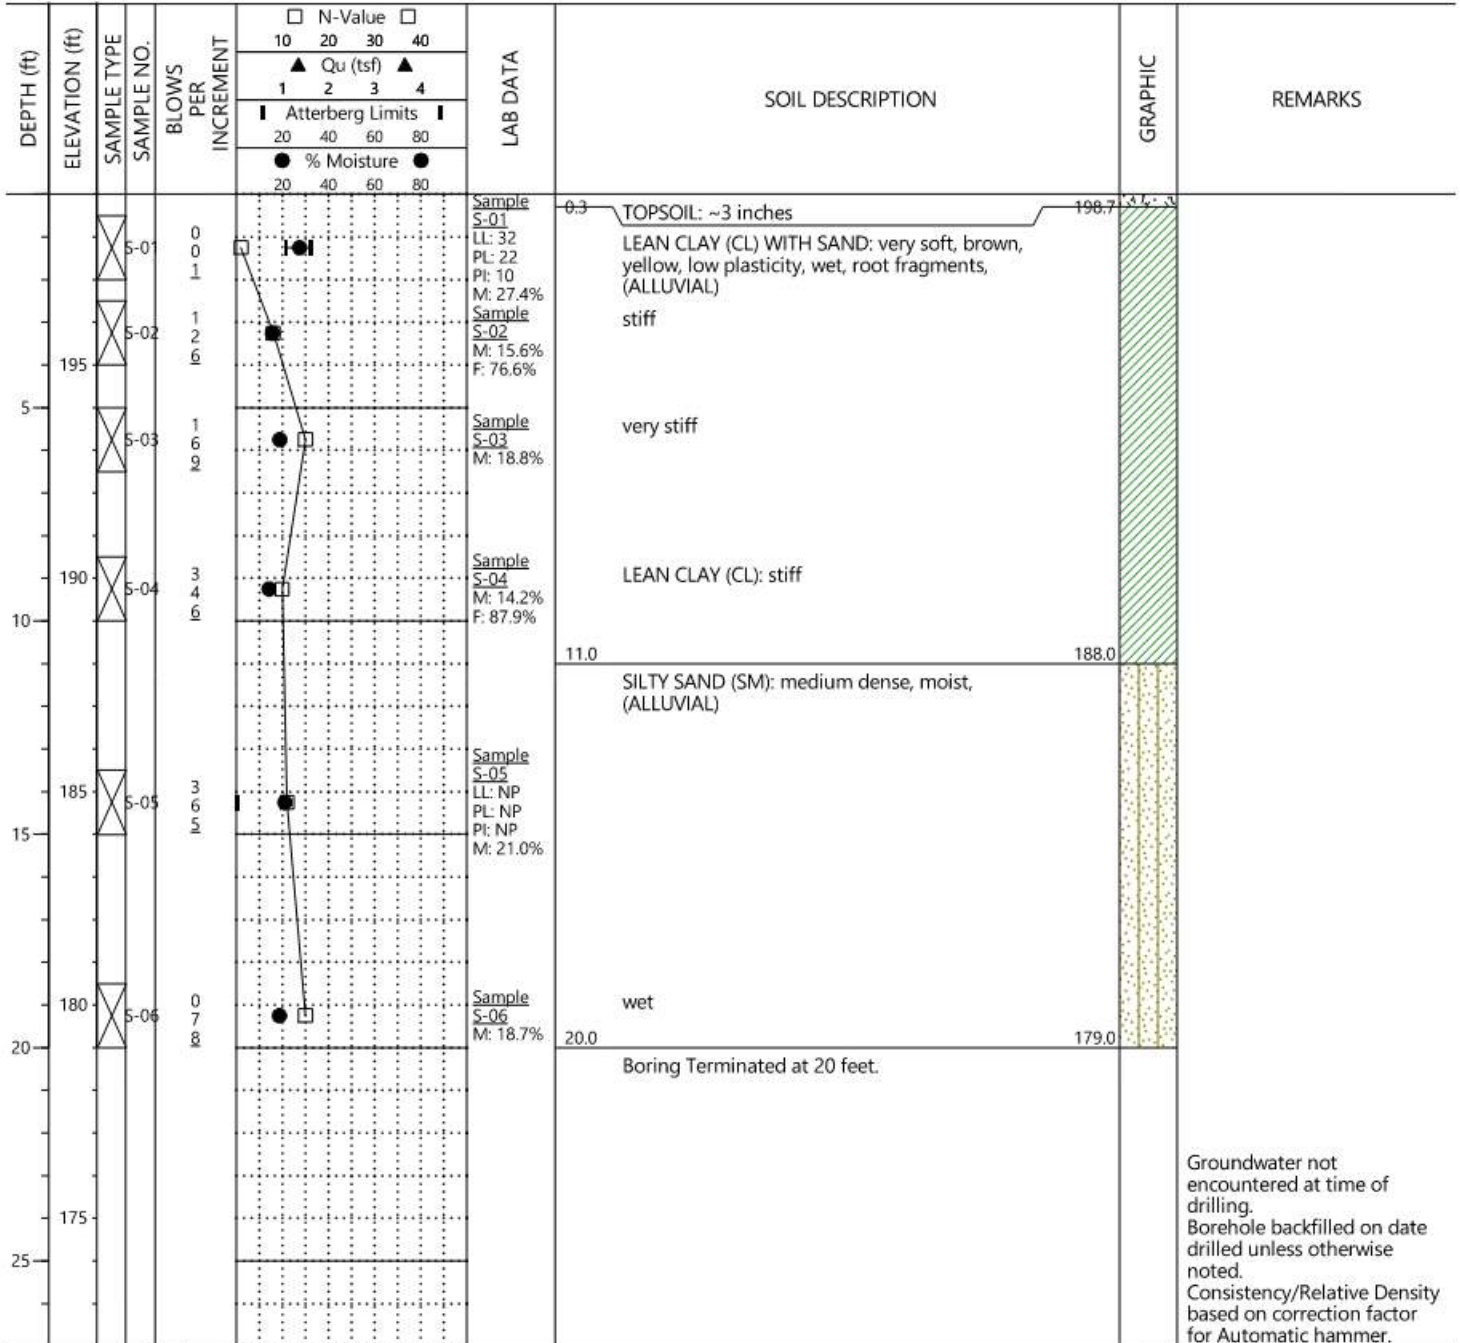 DEPTH (ft)
ELEVATION (ft)
SAMPLE TYPE
SAMPLE NO.
BLOWS
PER
INCREMENT
N-Value
10 20 30 40
Qu (tsf)
1 2 3 4
Atterberg Limits
20 40 60 80
% Moisture
20 40 60 80
LAB DATA
SOIL DESCRIPTION
GRAPHIC
REMARKS
Sample
S-01
LL: 32
PL: 22
PI: 10
M: 27.4%
0.3
TOPSOIL: ~3 inches
198.7
S-01
0
0
1
LEAN CLAY (CL) WITH SAND: very soft, brown,
yellow, low plasticity, wet, root fragments,
(ALLUVIAL)
S-02
1
2
6
Sample
S-02
M: 15.6%
F: 76.6%
stiff
195
5
S-03
1
6
9
Sample
S-03
M: 18.8%
very stiff
190
S-04
3
4
6
Sample
S-04
M: 14.2%
F: 87.9%
LEAN CLAY (CL): stiff
10
11.0
188.0
SILTY SAND (SM): medium dense, moist,
(ALLUVIAL)
185
S-05
3
6
5
Sample
S-05
LL: NP
PL: NP
PI: NP
M: 21.0%
15
180
S-06
0
7
8
Sample
S-06
M: 18.7%
wet
20
20.0
179.0
Boring Terminated at 20 feet.
175
25
Groundwater not
encountered at time of
drilling.
Borehole backfilled on date
drilled unless otherwise
noted.
Consistency/Relative Density
based on correction factor
for Automatic hammer.